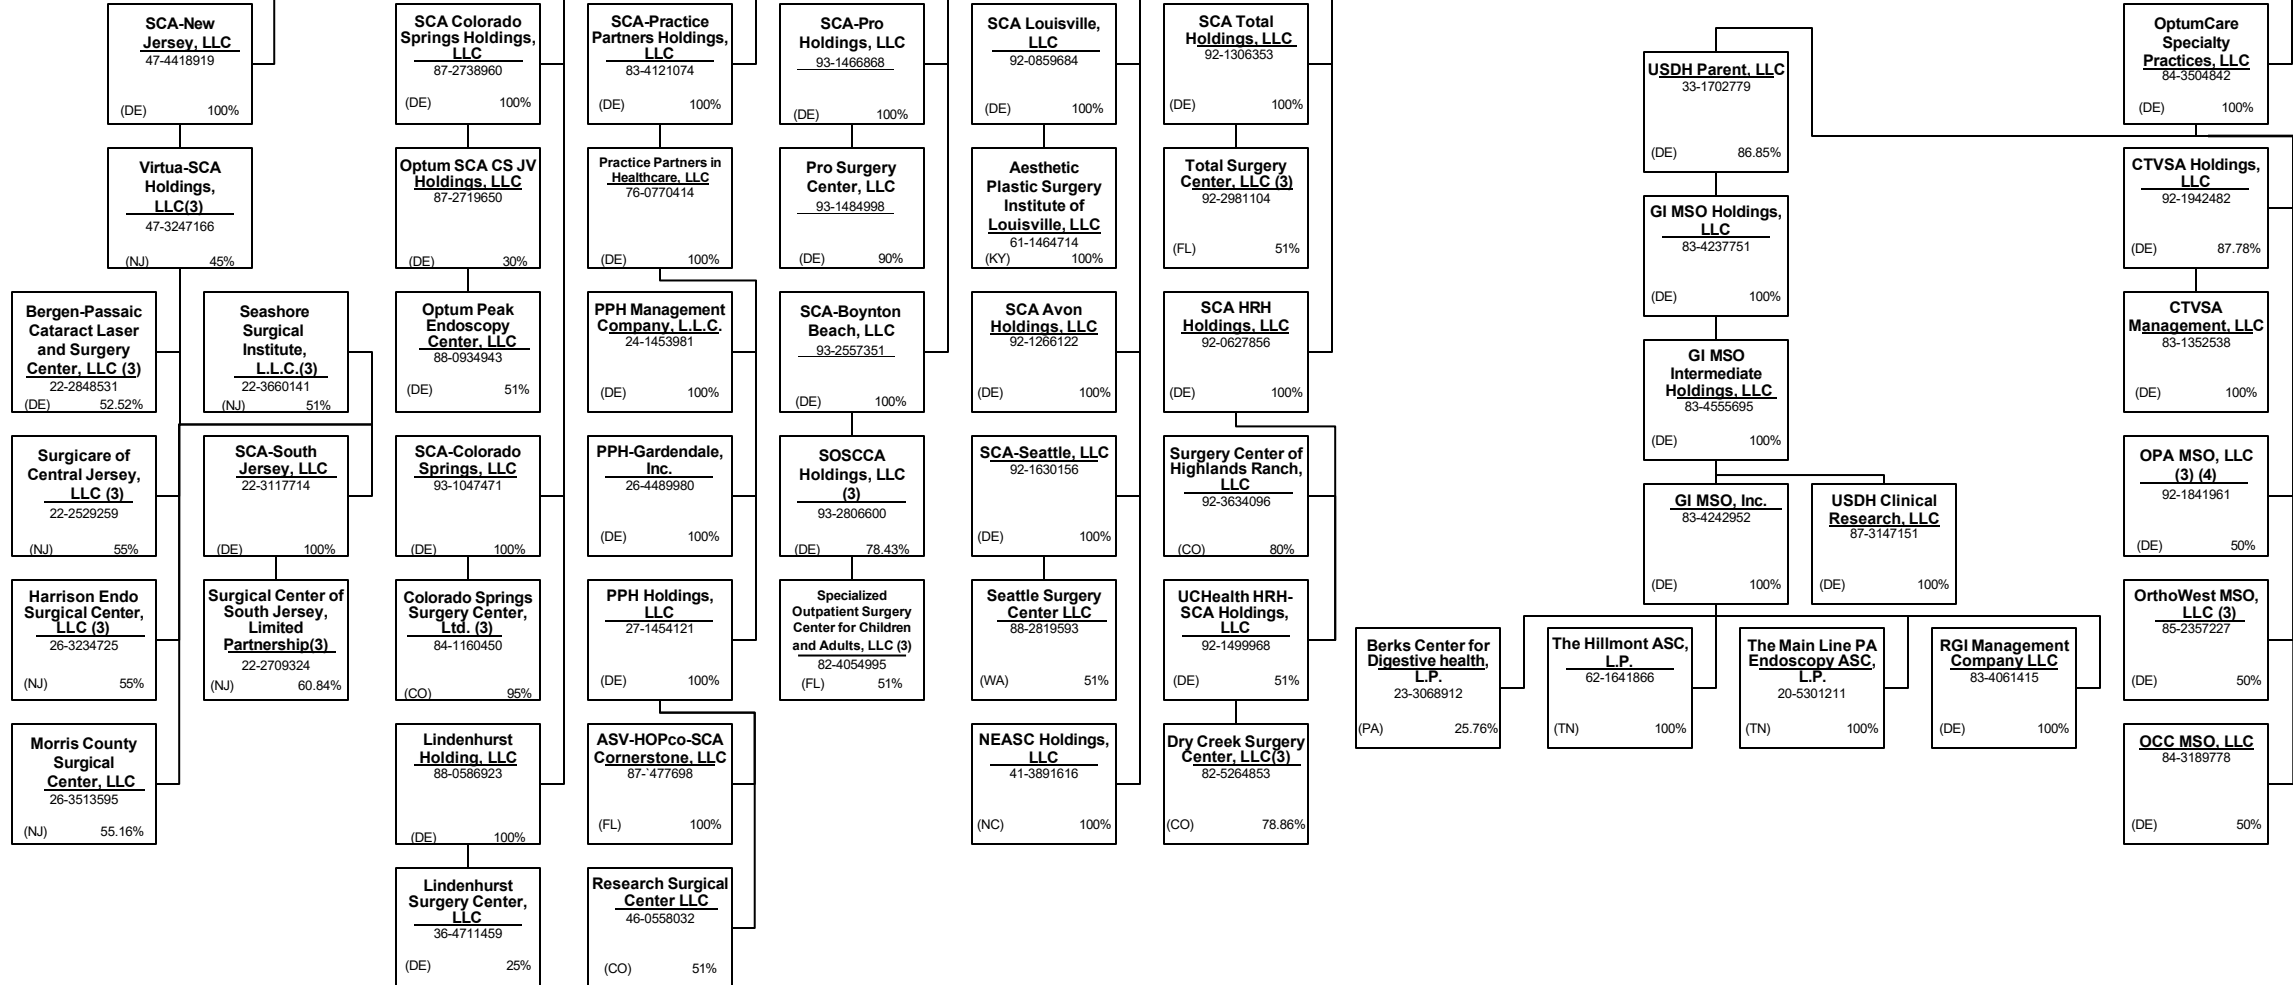 SCA-New
Jersey, LLC
47-4418919
(DE) 100%
Virtua-SCA
Holdings,
LLC(3)
47-3247166
(NJ) 45%
Bergen-Passaic
Cataract Laser
and Surgery
Center, LLC (3)
22-2848531
(DE) 52.52%
Seashore
Surgical
Institute,
L.L.C.(3)
22-3660141
(NJ) 51%
Surgicare of
Central Jersey,
LLC (3)
22-2529259
(NJ) 55%
SCA-South
Jersey, LLC
22-3117714
(DE) 100%
Harrison Endo
Surgical Center,
LLC (3)
26-3234725
(NJ) 55%
Surgical Center of
South Jersey,
Limited
Partnership(3)
22-2709324
(NJ) 60.84%
Morris County
Surgical
Center, LLC
26-3513595
(NJ) 55.16%
SCA Colorado
Springs Holdings,
LLC
87-2738960
(DE) 100%
Optum SCA CS JV
Holdings, LLC
87-2719650
(DE) 30%
Optum Peak
Endoscopy
Center, LLC
88-0934943
(DE) 51%
SCA-Colorado
Springs, LLC
93-1047471
(DE) 100%
Colorado Springs
Surgery Center,
Ltd. (3)
84-1160450
(CO) 95%
Lindenhurst
Holding, LLC
88-0586923
(DE) 100%
Lindenhurst
Surgery Center,
LLC
36-4711459
(DE) 25%
SCA-Practice
Partners Holdings,
LLC
83-4121074
(DE) 100%
Practice Partners in
Healthcare, LLC
76-0770414
(DE) 100%
PPH Management
Company, L.L.C.
24-1453981
(DE) 100%
PPH-Gardendale,
Inc.
26-4489980
(DE) 100%
PPH Holdings,
LLC
27-1454121
(DE) 100%
ASV-HOPco-SCA
Cornerstone, LLC
87-`477698
(FL) 100%
Research Surgical
Center LLC
46-0558032
(CO) 51%
SCA-Pro
Holdings, LLC
93-1466868
(DE) 100%
Pro Surgery
Center, LLC
93-1484998
(DE) 90%
SCA-Boynton
Beach, LLC
93-2557351
(DE) 100%
SOSCCA
Holdings, LLC
(3)
93-2806600
(DE) 78.43%
Specialized
Outpatient Surgery
Center for Children
and Adults, LLC (3)
82-4054995
(FL) 51%
SCA Louisville,
LLC
92-0859684
(DE) 100%
Aesthetic
Plastic Surgery
Institute of
Louisville, LLC
61-1464714
(KY) 100%
SCA Avon
Holdings, LLC
92-1266122
(DE) 100%
SCA-Seattle, LLC
92-1630156
(DE) 100%
Seattle Surgery
Center LLC
88-2819593
(WA) 51%
NEASC Holdings,
LLC
41-3891616
(NC) 100%
SCA Total
Holdings, LLC
92-1306353
(DE) 100%
Total Surgery
Center, LLC (3)
92-2981104
(FL) 51%
SCA HRH
Holdings, LLC
92-0627856
(DE) 100%
Surgery Center of
Highlands Ranch,
LLC
92-3634096
(CO) 80%
UCHealth HRH-
SCA Holdings,
LLC
92-1499968
(DE) 51%
Dry Creek Surgery
Center, LLC(3)
82-5264853
(CO) 78.86%
USDH Parent, LLC
33-1702779
(DE) 86.85%
GI MSO Holdings,
LLC
83-4237751
(DE) 100%
GI MSO
Intermediate
Holdings, LLC
83-4555695
(DE) 100%
GI MSO, Inc.
83-4242952
(DE) 100%
USDH Clinical
Research, LLC
87-3147151
(DE) 100%
Berks Center for
Digestive health,
L.P.
23-3068912
(PA) 25.76%
The Hillmont ASC,
L.P.
62-1641866
(TN) 100%
The Main Line PA
Endoscopy ASC,
L.P.
20-5301211
(TN) 100%
RGI Management
Company LLC
83-4061415
(DE) 100%
OptumCare
Specialty
Practices, LLC
84-3504842
(DE) 100%
CTVSA Holdings,
LLC
92-1942482
(DE) 87.78%
CTVSA
Management, LLC
83-1352538
(DE) 100%
OPA MSO, LLC
(3) (4)
92-1841961
(DE) 50%
OrthoWest MSO,
LLC (3)
85-2357227
(DE) 50%
OCC MSO, LLC
84-3189778
(DE) 50%